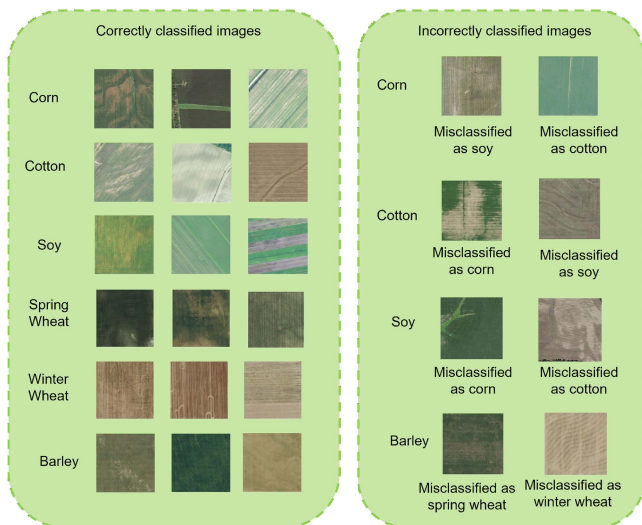 Correctly classified images
Corn
Cotton
Soy
Spring
Wheat
Winter
Wheat
Barley
Incorrectly classified images
Corn
Misclassified
as soy
Misclassified
as cotton
Cotton
Misclassified
as corn
Misclassified
as soy
Soy
Misclassified
as corn
Misclassified
as cotton
Barley
Misclassified as
spring wheat
Misclassified as
winter wheat